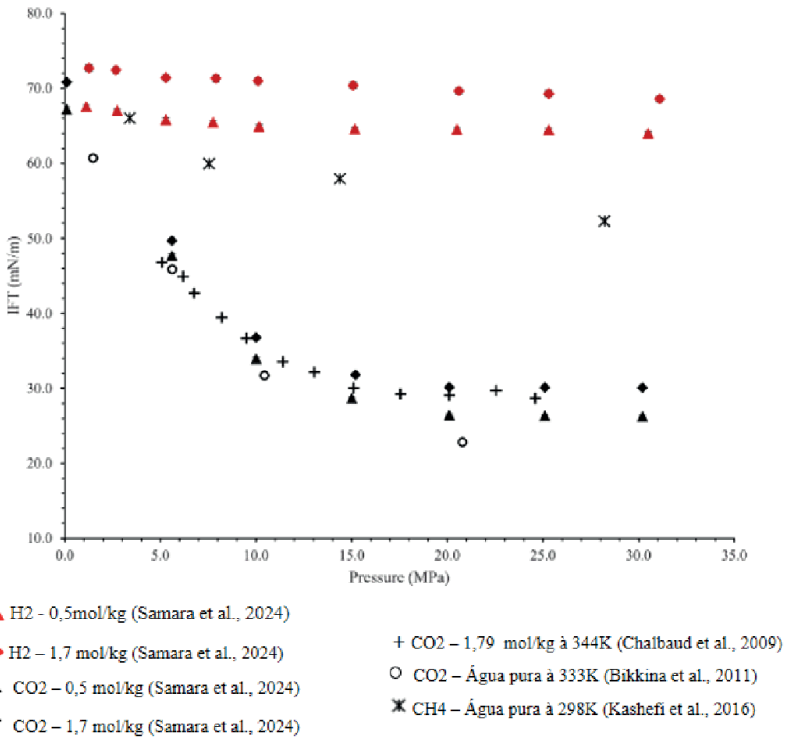 80.0
70.0
60.0
50.0
40.0
30.0
20.0
10.0
IFT (mN/m)
0.0 5.0 10.0 15.0 20.0 25.0 30.0 35.0
Pressure (MPa)
H2 - 0,5mol/kg (Samara et al., 2024)
H2 – 1,7 mol/kg (Samara et al., 2024)
CO2 – 0,5 mol/kg (Samara et al., 2024)
CO2 – 1,7 mol/kg (Samara et al., 2024)
CO2 – 1,79 mol/kg à 344K (Chalbaud et al., 2009)
CO2 – Água pura à 333K (Bikkina et al., 2011)
CH4 – Água pura à 298K (Kashefi et al., 2016)